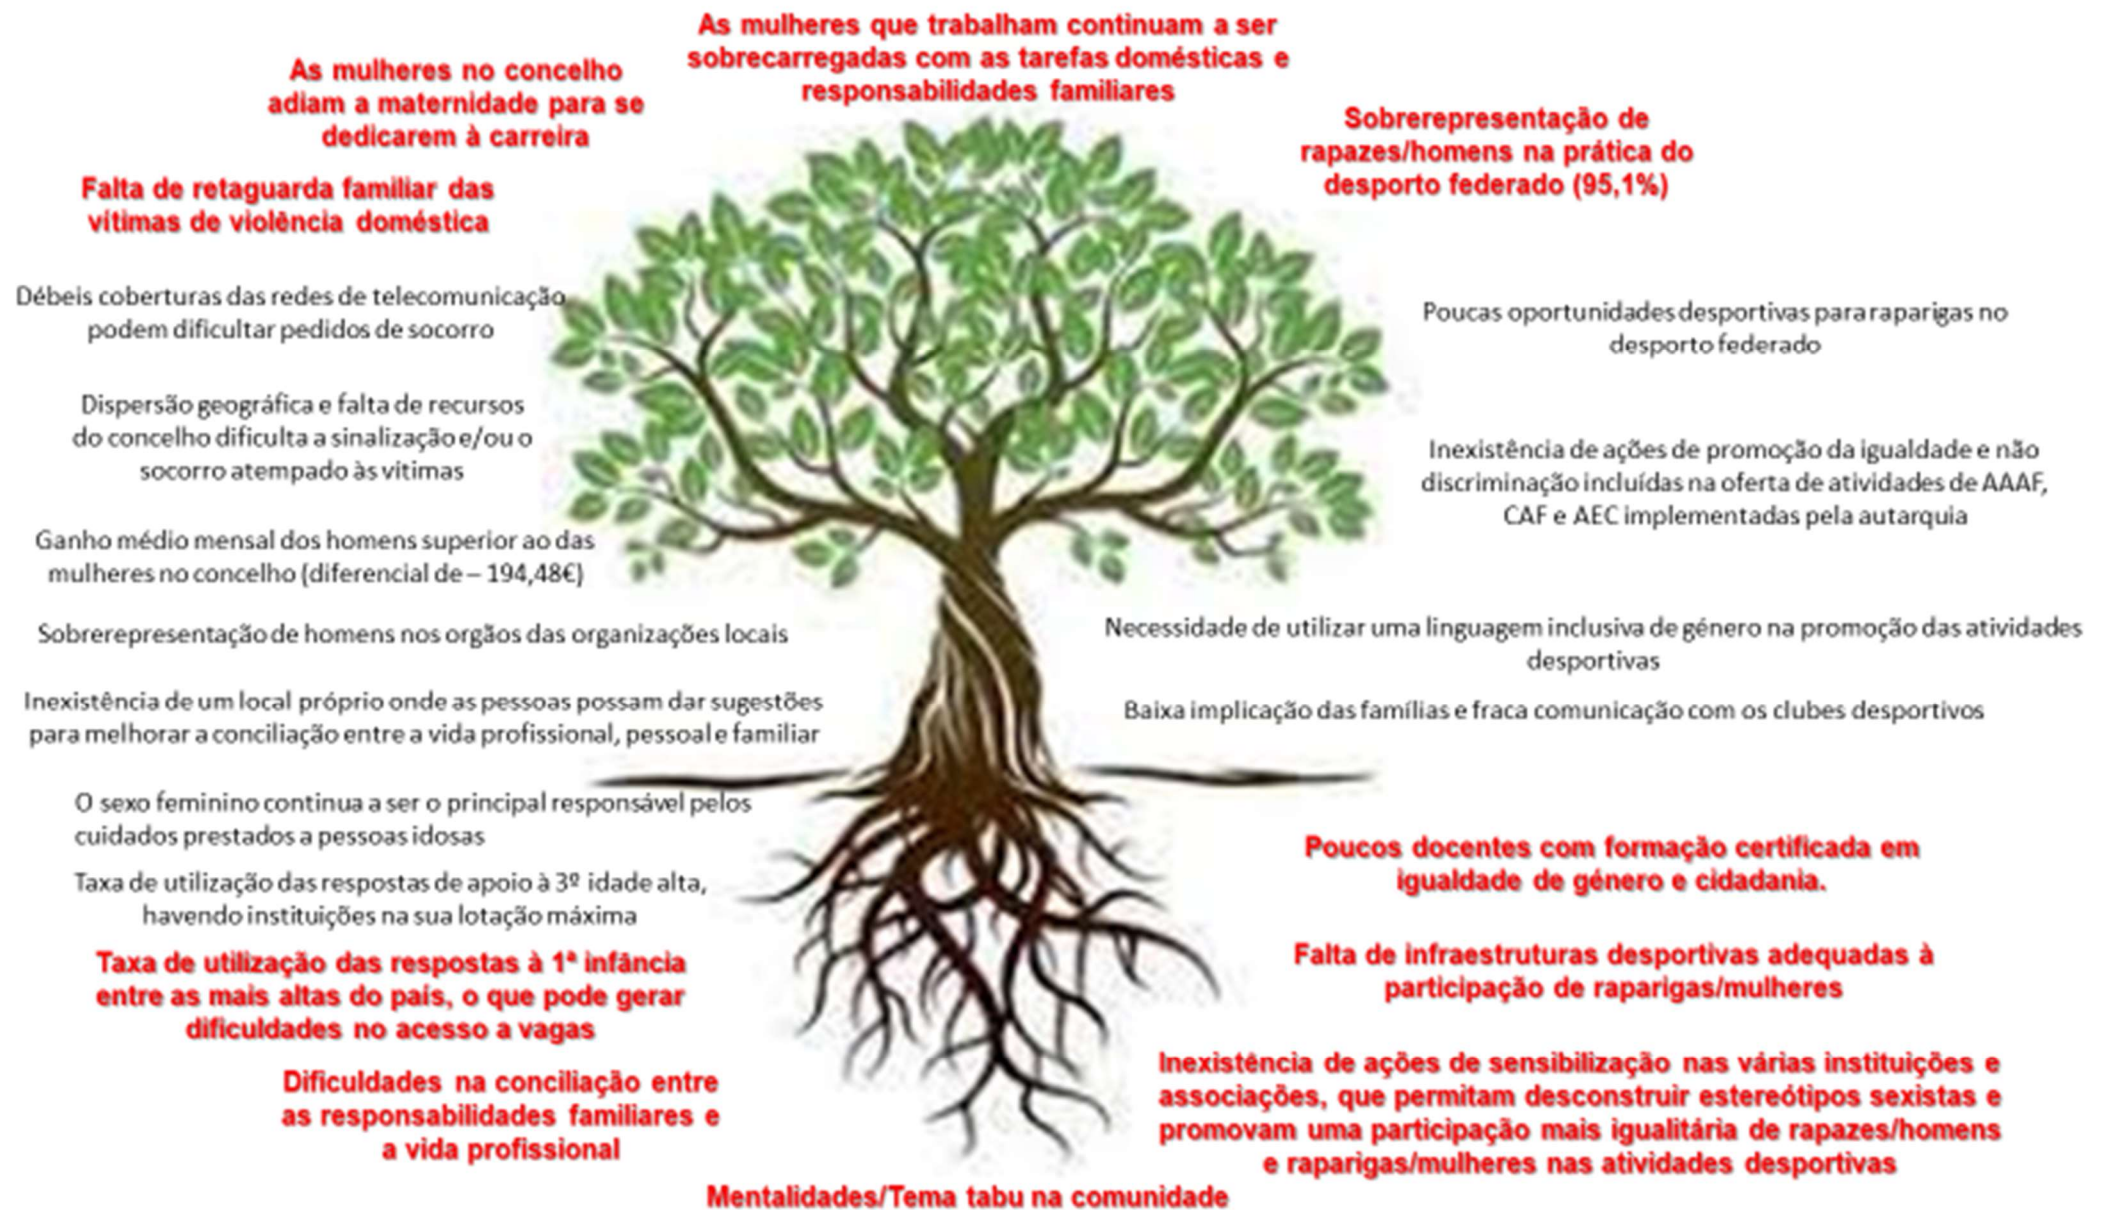 As mulheres que trabalham continuam a ser
sobrecarregadas com as tarefas domésticas e
responsabilidades familiares
As mulheres no concelho
adiam a maternidade para se
dedicarem à carreira
Sobrerepresentação de
rapazes/homens na prática do
desporto federado (95,1%)
Falta de retaguarda familiar das
vítimas de violência doméstica
Débeis coberturas das redes de telecomunicação
podem dificultar pedidos de socorro
Poucas oportunidades desportivas para raparigas no
desporto federado
Dispersão geográfica e falta de recursos
do concelho dificulta a sinalização e/ou o
socorro atempado às vítimas
Inexistência de ações de promoção da igualdade e não
discriminação incluídas na oferta de atividades de AAAF,
CAF e AEC implementadas pela autarquia
Ganho médio mensal dos homens superior ao das
mulheres no concelho (diferencial de – 194,48€)
Sobrerepresentação de homens nos orgãos das organizações locais
Necessidade de utilizar uma linguagem inclusiva de género na promoção das atividades
desportivas
Inexistência de um local próprio onde as pessoas possam dar sugestões
para melhorar a conciliação entre a vida profissional, pessoal e familiar
Baixa implicação das famílias e fraca comunicação com os clubes desportivos
O sexo feminino continua a ser o principal responsável pelos
cuidados prestados a pessoas idosas
Taxa de utilização das respostas de apoio à 3º idade alta,
havendo instituições na sua lotação máxima
Poucos docentes com formação certificada em
igualdade de género e cidadania.
Taxa de utilização das respostas à 1ª infância
entre as mais altas do país, o que pode gerar
dificuldades no acesso a vagas
Falta de infraestruturas desportivas adequadas à
participação de raparigas/mulheres
Dificuldades na conciliação entre
as responsabilidades familiares e
a vida profissional
Inexistência de ações de sensibilização nas várias instituições e
associações, que permitam desconstruir estereótipos sexistas e
promovam uma participação mais igualitária de rapazes/homens
e raparigas/mulheres nas atividades desportivas
Mentalidades/Tema tabu na comunidade